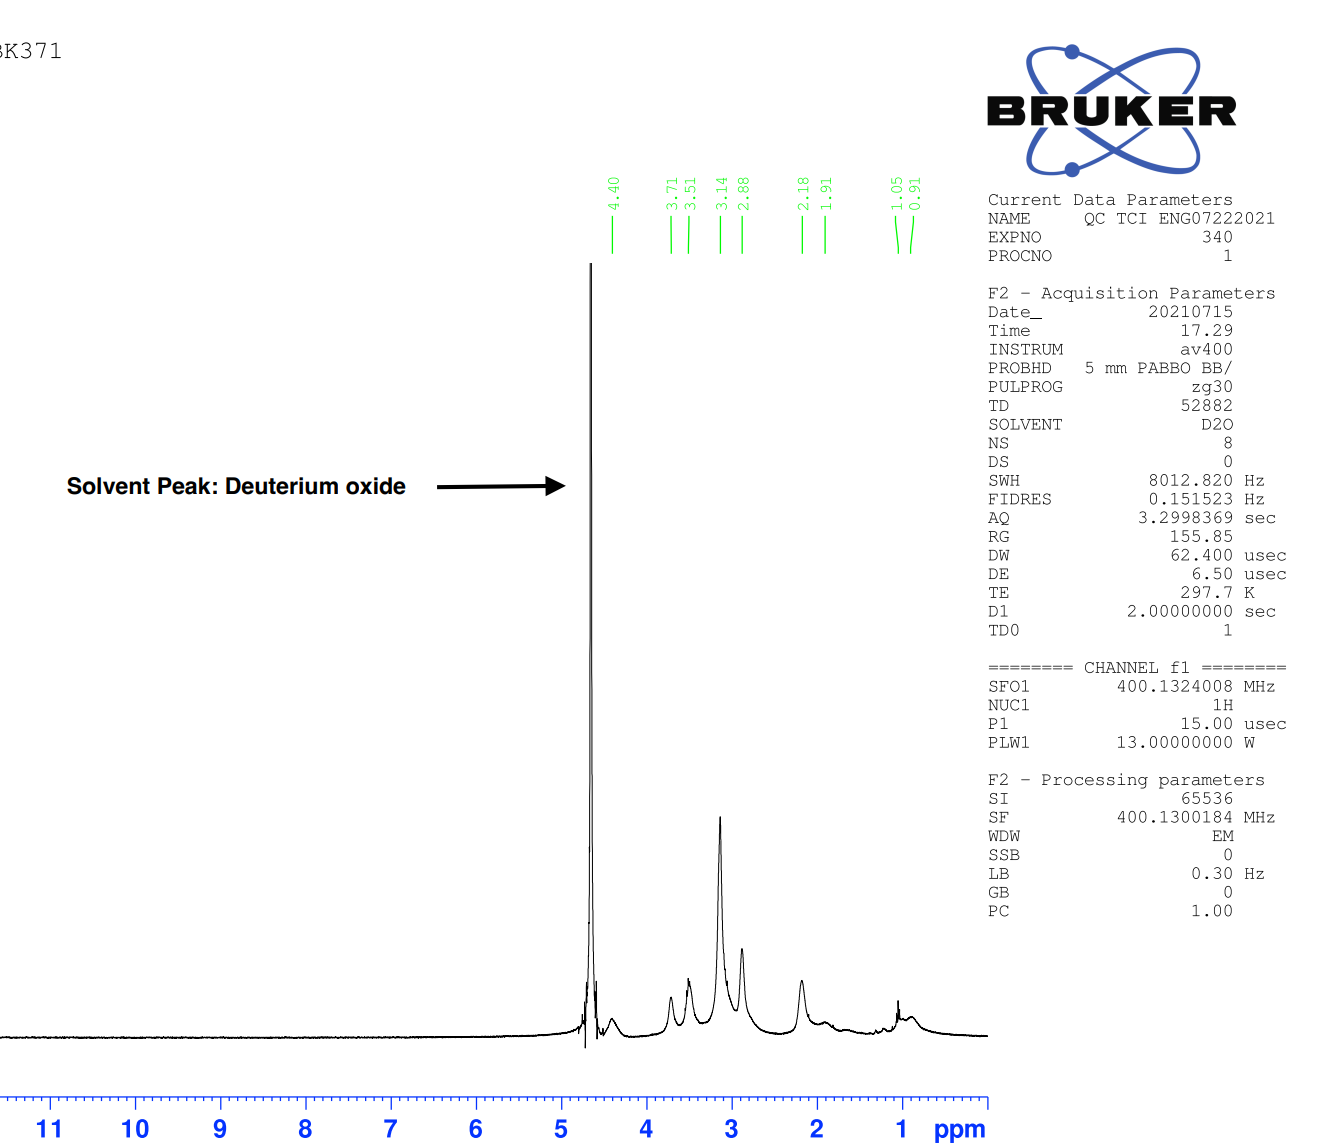 BK371
BRUKER
4.40
3.71
3.51
3.14
2.88
2.18
1.91
1.05
0.91
Current Data Parameters
NAME QC TCI ENG07222021
EXPNO 340
PROCNO 1
F2 - Acquisition Parameters
Date_ 20210715
Time 17.29
INSTRUM av400
PROBHD 5 mm PABBO BB/
PULPROG zg30
TD 52882
SOLVENT D2O
NS 8
DS 0
SWH 8012.820 Hz
FIDRES 0.151523 Hz
AQ 3.2998369 sec
RG 155.85
DW 62.400 usec
DE 6.50 usec
TE 297.7 K
D1 2.00000000 sec
TD0 1
======== CHANNEL f1 ========
SFO1 400.1324008 MHz
NUC1 1H
P1 15.00 usec
PLW1 13.00000000 W
F2 - Processing parameters
SI 65536
SF 400.1300184 MHz
WDW EM
SSB 0
LB 0.30 Hz
GB 0
PC 1.00
Solvent Peak: Deuterium oxide
11 10 9 8 7 6 5 4 3 2 1 ppm